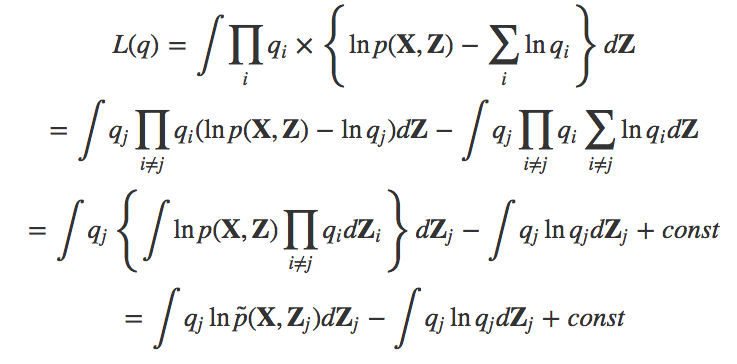 L(q) = ∫ ∏_i q_i × { ln p(𝐗, 𝐙) − ∑_i ln q_i } d𝐙
= ∫ q_j ∏_{i≠j} q_i(ln p(𝐗, 𝐙) − ln q_j)d𝐙 − ∫ q_j ∏_{i≠j} q_i ∑_{i≠j} ln q_i d𝐙
= ∫ q_j { ∫ ln p(𝐗, 𝐙) ∏_{i≠j} q_i d𝐙_i } d𝐙_j − ∫ q_j ln q_j d𝐙_j + const
= ∫ q_j ln p̃(𝐗, 𝐙_j)d𝐙_j − ∫ q_j ln q_j d𝐙_j + const